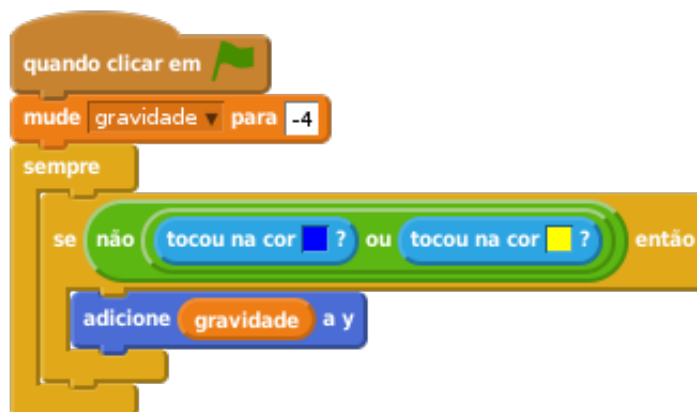 quando clicar em
mude gravidade para -4
sempre
se não tocou na cor ? ou tocou na cor ? então
adicione gravidade a y